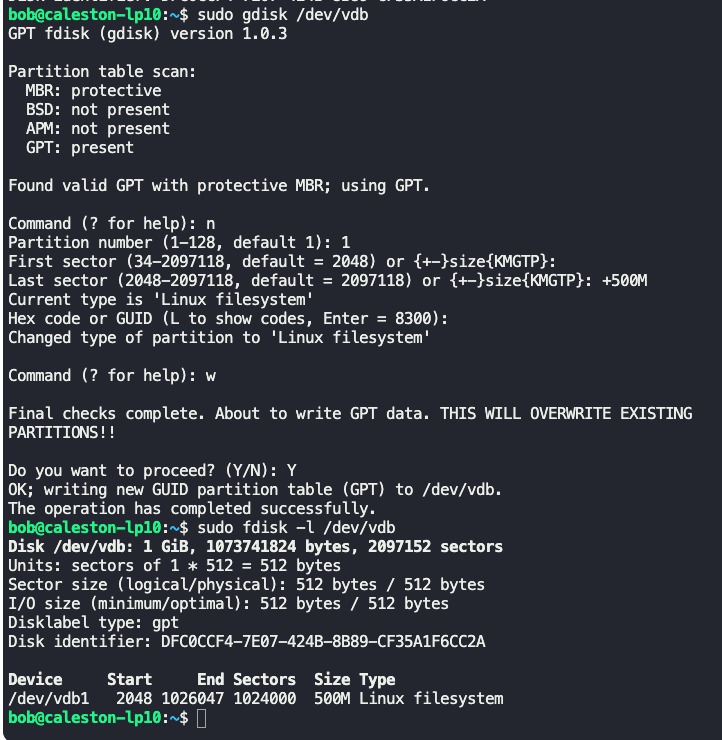 bob@caleston-lp10:~$ sudo gdisk /dev/vdb
GPT fdisk (gdisk) version 1.0.3
Partition table scan:
  MBR: protective
  BSD: not present
  APM: not present
  GPT: present
Found valid GPT with protective MBR; using GPT.
Command (? for help): n
Partition number (1-128, default 1): 1
First sector (34-2097118, default = 2048) or {+-}size{KMGTP}:
Last sector (2048-2097118, default = 2097118) or {+-}size{KMGTP}: +500M
Current type is 'Linux filesystem'
Hex code or GUID (L to show codes, Enter = 8300):
Changed type of partition to 'Linux filesystem'
Command (? for help): w
Final checks complete. About to write GPT data. THIS WILL OVERWRITE EXISTING
PARTITIONS!!
Do you want to proceed? (Y/N): Y
OK; writing new GUID partition table (GPT) to /dev/vdb.
The operation has completed successfully.
bob@caleston-lp10:~$ sudo fdisk -l /dev/vdb
Disk /dev/vdb: 1 GiB, 1073741824 bytes, 2097152 sectors
Units: sectors of 1 * 512 = 512 bytes
Sector size (logical/physical): 512 bytes / 512 bytes
I/O size (minimum/optimal): 512 bytes / 512 bytes
Disklabel type: gpt
Disk identifier: DFC0CCF4-7E07-424B-8B89-CF35A1F6CC2A
Device     Start     End Sectors  Size Type
/dev/vdb1   2048 1026047 1024000  500M Linux filesystem
bob@caleston-lp10:~$